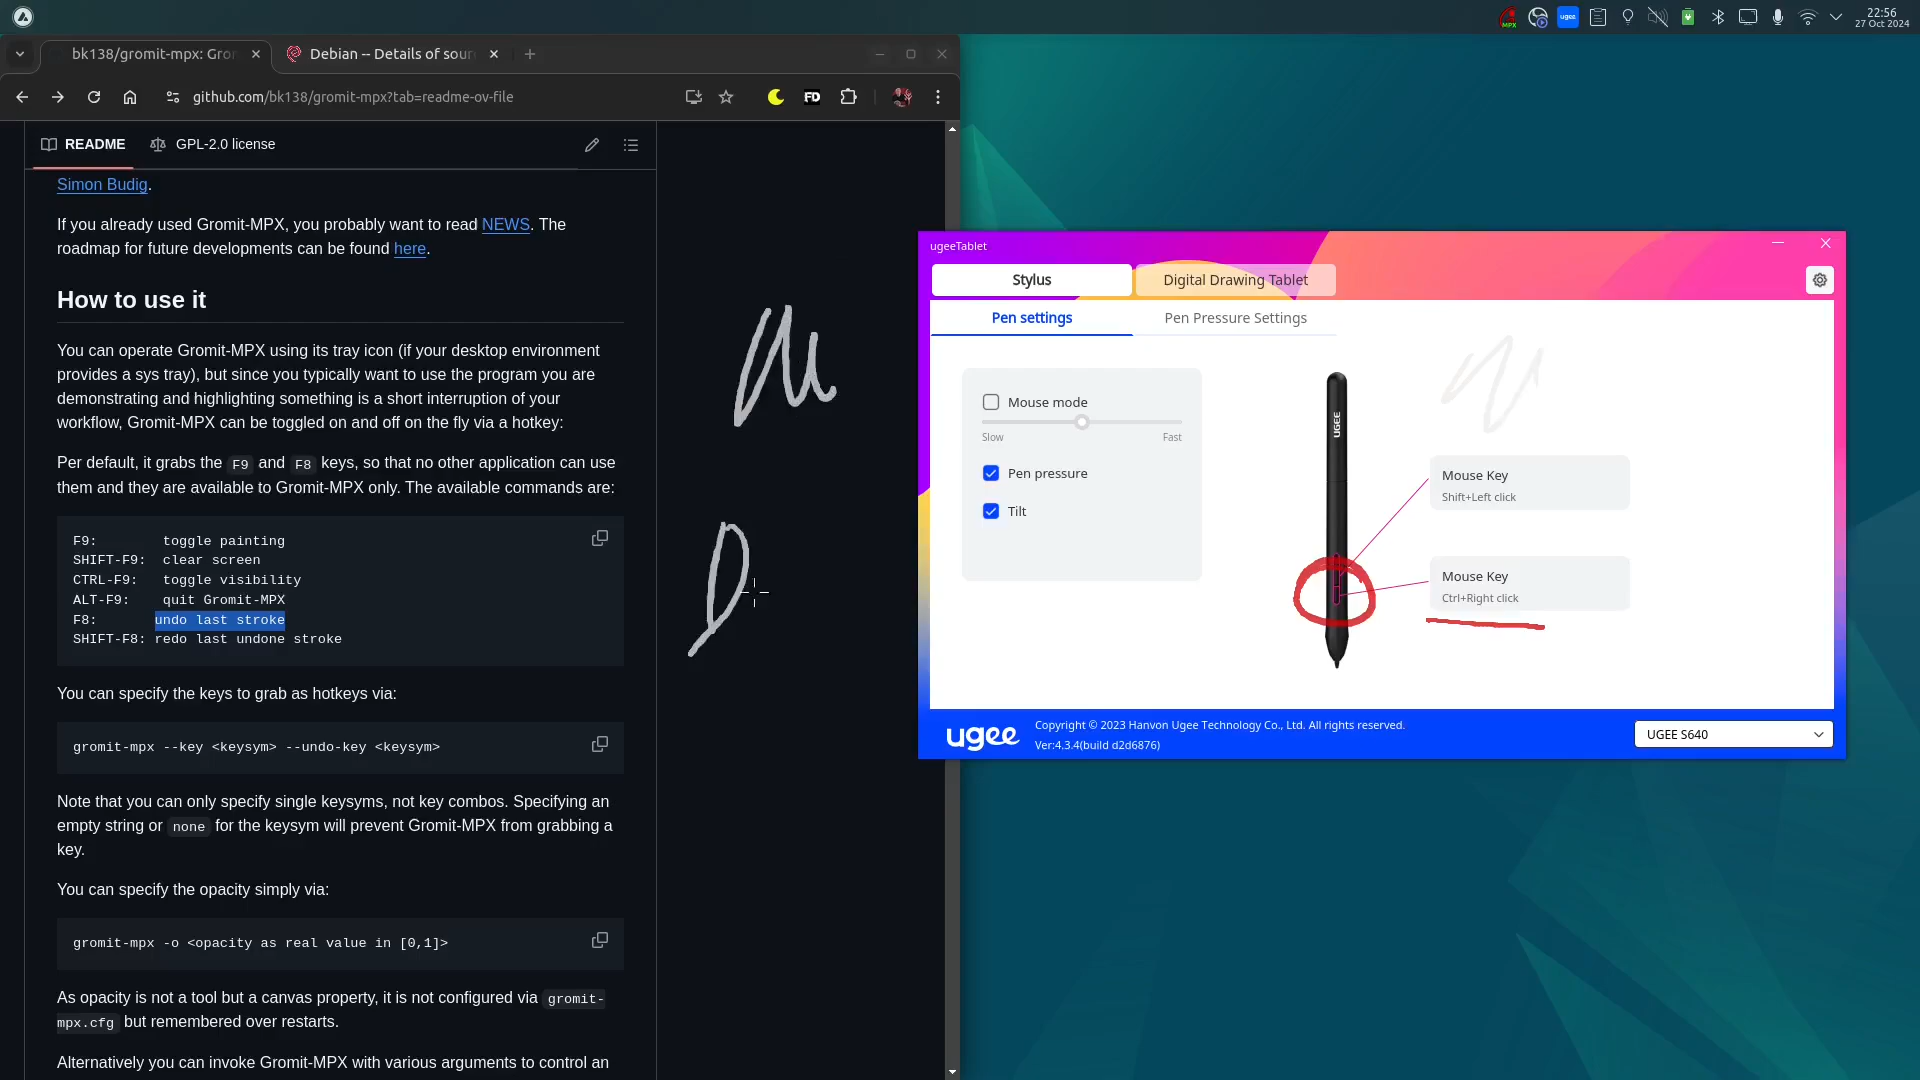 MPX
ugee
22:56
27 Oct 2024
bk138/gromit-mpx: Gro
Debian -- Details of sour
github.com/bk138/gromit-mpx?tab=readme-ov-file
FD
README
GPL-2.0 license
Simon Budig.
If you already used Gromit-MPX, you probably want to read NEWS. The
roadmap for future developments can be found here.
How to use it
You can operate Gromit-MPX using its tray icon (if your desktop environment
provides a sys tray), but since you typically want to use the program you are
demonstrating and highlighting something is a short interruption of your
workflow, Gromit-MPX can be toggled on and off on the fly via a hotkey:
Per default, it grabs the F9 and F8 keys, so that no other application can use
them and they are available to Gromit-MPX only. The available commands are:
F9: toggle painting
SHIFT-F9: clear screen
CTRL-F9: toggle visibility
ALT-F9: quit Gromit-MPX
F8: undo last stroke
SHIFT-F8: redo last undone stroke
You can specify the keys to grab as hotkeys via:
gromit-mpx --key <keysym> --undo-key <keysym>
Note that you can only specify single keysyms, not key combos. Specifying an
empty string or none for the keysym will prevent Gromit-MPX from grabbing a
key.
You can specify the opacity simply via:
gromit-mpx -o <opacity as real value in [0,1]>
As opacity is not a tool but a canvas property, it is not configured via gromit-
mpx.cfg but remembered over restarts.
Alternatively you can invoke Gromit-MPX with various arguments to control an
ugeeTablet
Stylus
Digital Drawing Tablet
Pen settings
Pen Pressure Settings
Mouse mode
Slow
Fast
Pen pressure
Tilt
UGEE
Mouse Key
Shift+Left click
Mouse Key
Ctrl+Right click
ugee
Copyright © 2023 Hanvon Ugee Technology Co., Ltd. All rights reserved.
Ver:4.3.4(build d2d6876)
UGEE S640